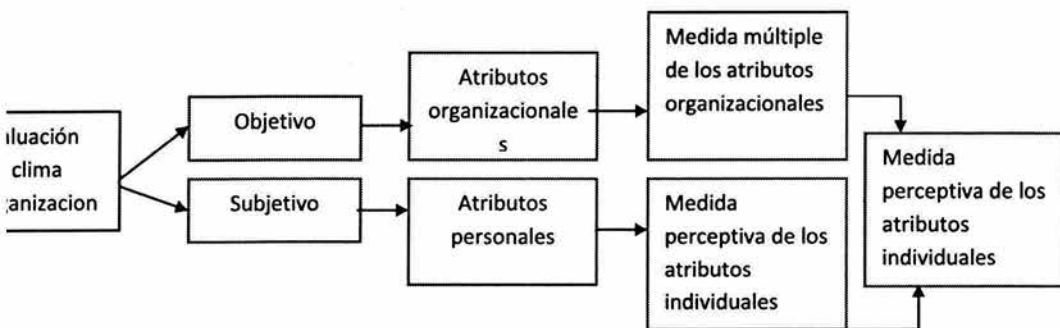 luación
clima
ganizacion
Objetivo
Subjetivo
Atributos
organizacionale
s
Atributos
personales
Medida múltiple
de los atributos
organizacionales
Medida
perceptiva de los
atributos
individuales
Medida
perceptiva de los
atributos
individuales